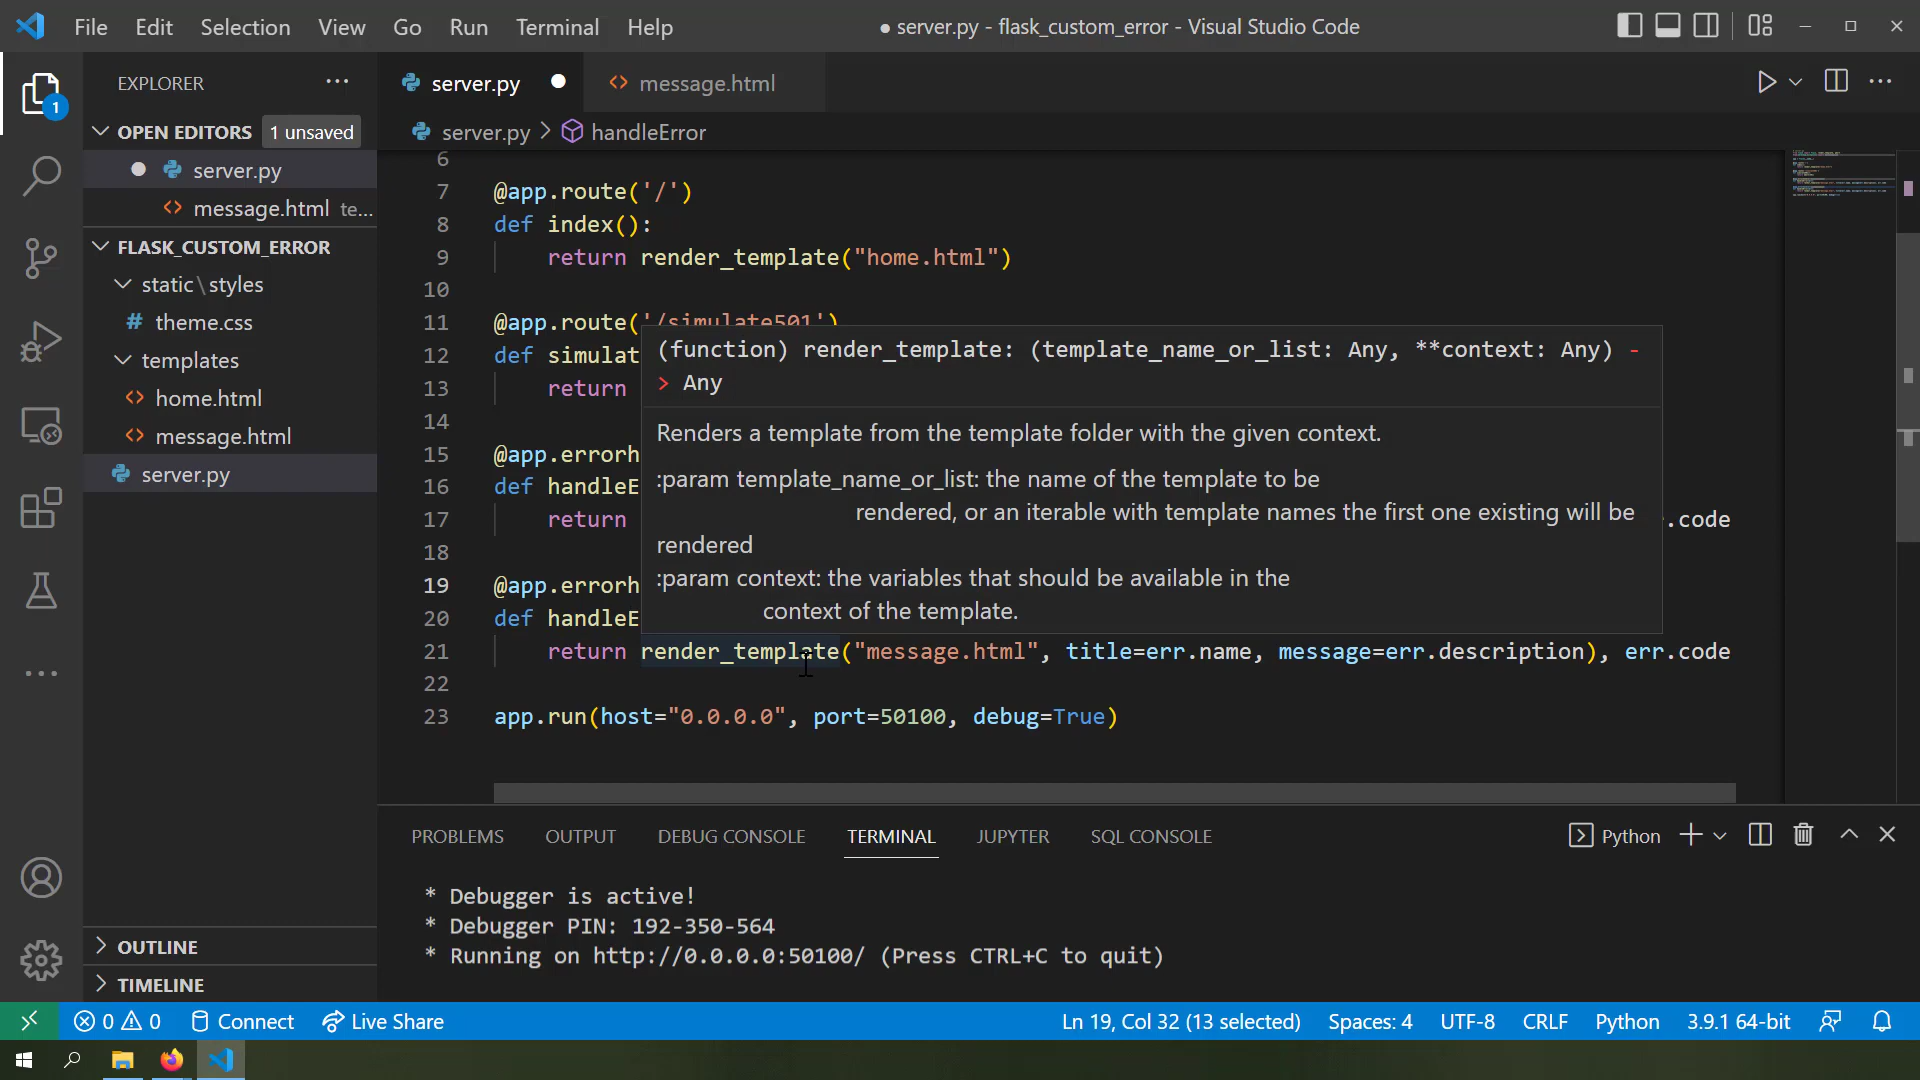 File Edit Selection View Go Run Terminal Help
● server.py - flask_custom_error - Visual Studio Code
EXPLORER
1
OPEN EDITORS 1 unsaved
server.py
message.html te...
FLASK_CUSTOM_ERROR
static\styles
# theme.css
templates
home.html
message.html
server.py
OUTLINE
TIMELINE
server.py
message.html
server.py > handleError
6
7 @app.route('/')
8 def index():
9 return render_template("home.html")
10
11 @app.route('/simulate501')
12 def simulat
13 return
14
15 @app.errorh
16 def handleE
17 return r.code
18
19 @app.errorh
20 def handleE
21 return render_template("message.html", title=err.name, message=err.description), err.code
22
23 app.run(host="0.0.0.0", port=50100, debug=True)
(function) render_template: (template_name_or_list: Any, **context: Any) -
> Any
Renders a template from the template folder with the given context.
:param template_name_or_list: the name of the template to be
rendered, or an iterable with template names the first one existing will be
rendered
:param context: the variables that should be available in the
context of the template.
PROBLEMS OUTPUT DEBUG CONSOLE TERMINAL JUPYTER SQL CONSOLE
Python
* Debugger is active!
* Debugger PIN: 192-350-564
* Running on http://0.0.0.0:50100/ (Press CTRL+C to quit)
0 0 Connect Live Share
Ln 19, Col 32 (13 selected) Spaces: 4 UTF-8 CRLF Python 3.9.1 64-bit